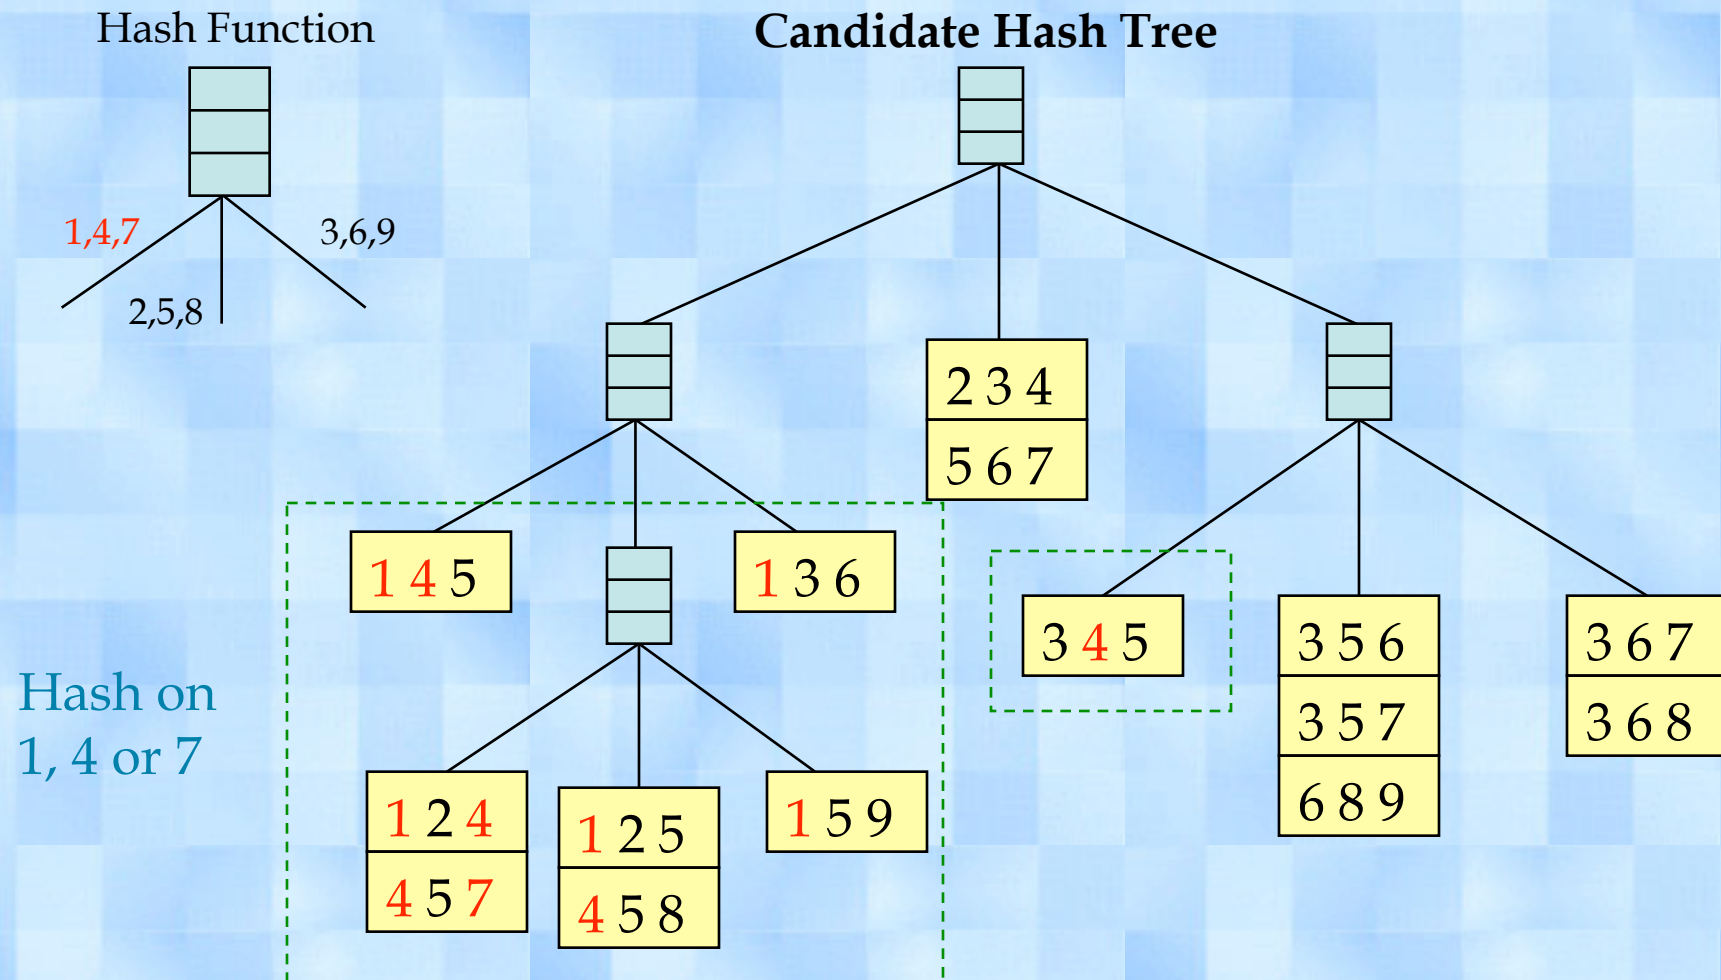 Hash Function
Candidate Hash Tree
1,4,7
3,6,9
2,5,8
2 3 4
5 6 7
1 4 5
1 3 6
3 4 5
3 5 6
3 5 7
6 8 9
3 6 7
3 6 8
Hash on
1, 4 or 7
1 2 4
4 5 7
1 2 5
4 5 8
1 5 9